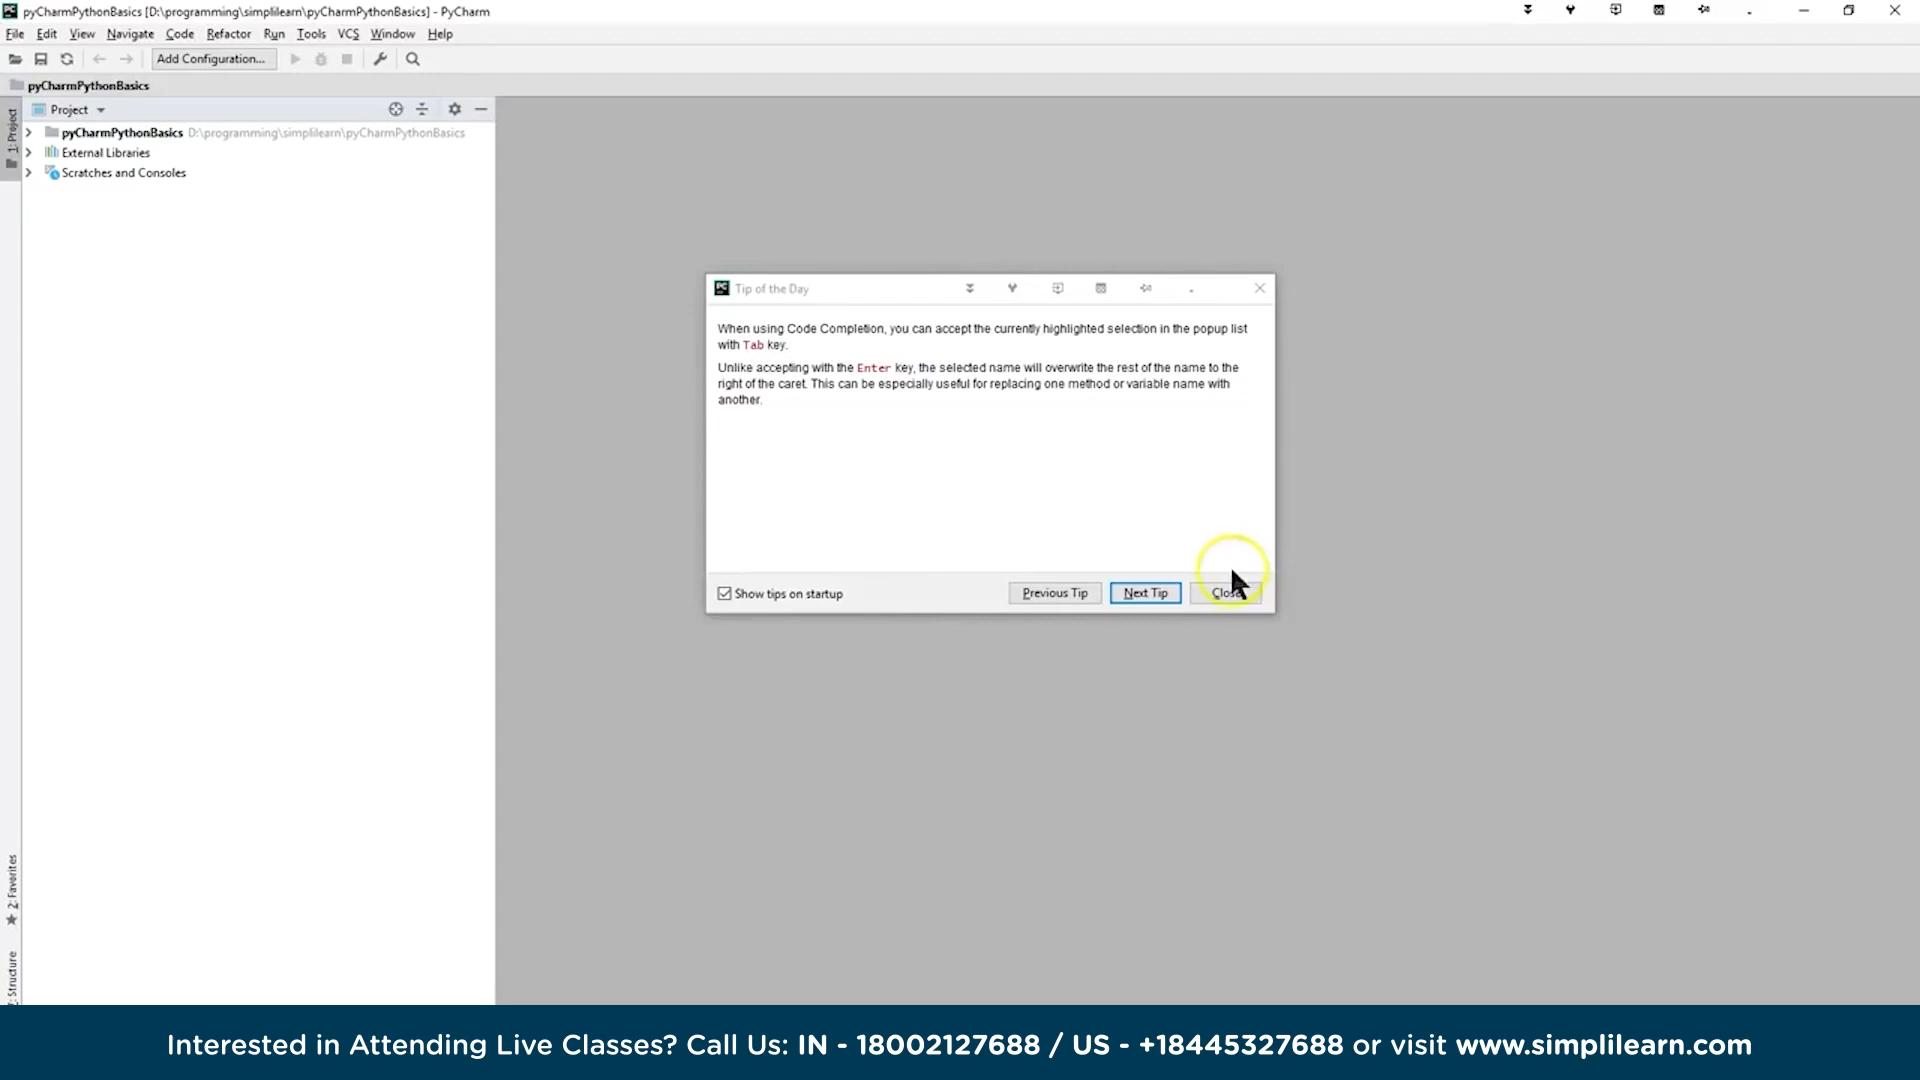 pyCharmPythonBasics [D:\programming\simplilearn\pyCharmPythonBasics] - PyCharm
File Edit View Navigate Code Refactor Run Tools VCS Window Help
Add Configuration...
pyCharmPythonBasics
1: Project
Project
pyCharmPythonBasics D:\programming\simplilearn\pyCharmPythonBasics
External Libraries
Scratches and Consoles
Tip of the Day
When using Code Completion, you can accept the currently highlighted selection in the popup list
with Tab key.
Unlike accepting with the Enter key, the selected name will overwrite the rest of the name to the
right of the caret. This can be especially useful for replacing one method or variable name with
another.
Show tips on startup
Previous Tip
Next Tip
Close
2: Favorites
Structure
Interested in Attending Live Classes? Call Us: IN - 18002127688 / US - +18445327688 or visit www.simplilearn.com